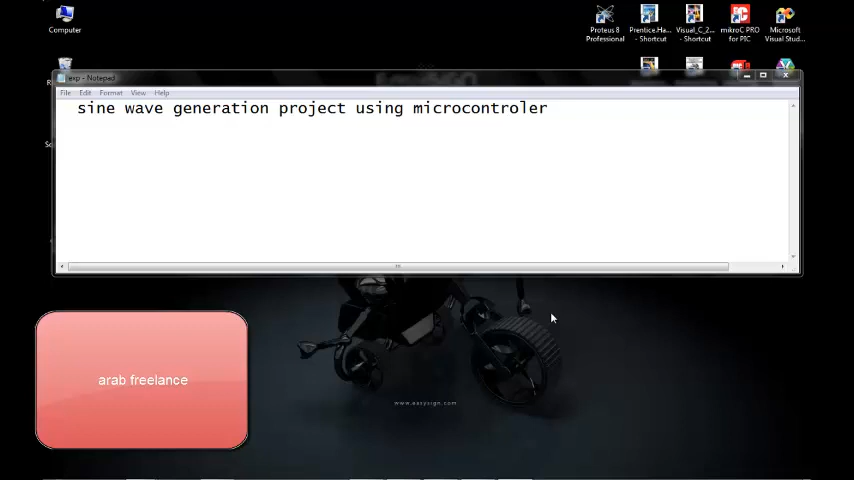 Computer
Proteus 8
Professional
Prentice.Ha...
- Shortcut
Visual_C_2...
- Shortcut
mikroC PRO
for PIC
Microsoft
Visual Stud...
exp - Notepad
File Edit Format View Help
sine wave generation project using microcontroler
arab freelance
www.easysign.com